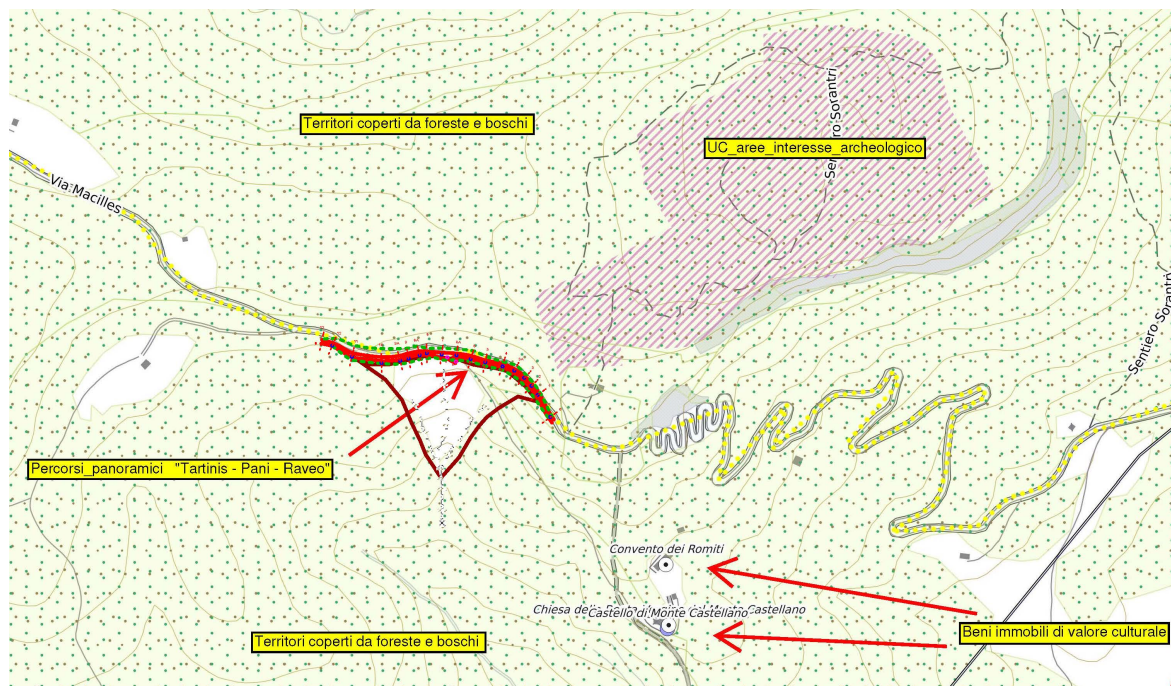 Territori coperti da foreste e boschi
UC_aree_interesse_archeologico
Sentiero Sorantri
Via Macilles
Sentiero Sorantri
Percorsi_panoramici "Tartinis - Pani - Raveo"
Convento dei Romiti
Chiesa Castellano
Castello di Monte Castellano
Territori coperti da foreste e boschi
Beni immobili di valore culturale